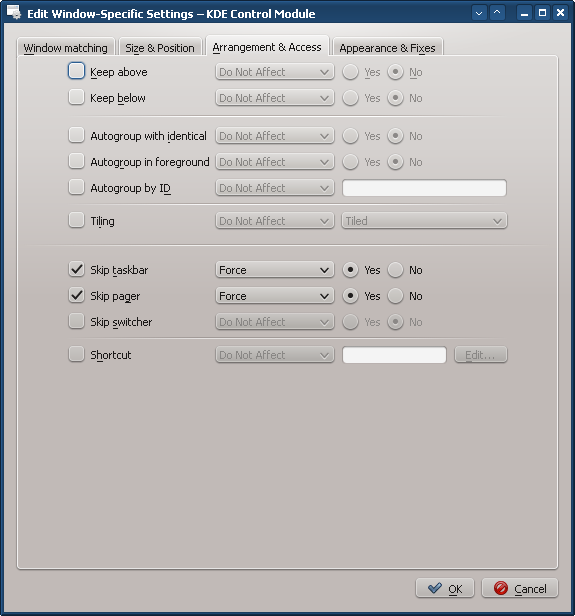 Edit Window-Specific Settings – KDE Control Module
Window matching Size & Position Arrangement & Access Appearance & Fixes
Keep above Do Not Affect Yes No
Keep below Do Not Affect Yes No
Autogroup with identical Do Not Affect Yes No
Autogroup in foreground Do Not Affect Yes No
Autogroup by ID Do Not Affect
Tiling Do Not Affect Tiled
Skip taskbar Force Yes No
Skip pager Force Yes No
Skip switcher Do Not Affect Yes No
Shortcut Do Not Affect Edit...
OK Cancel